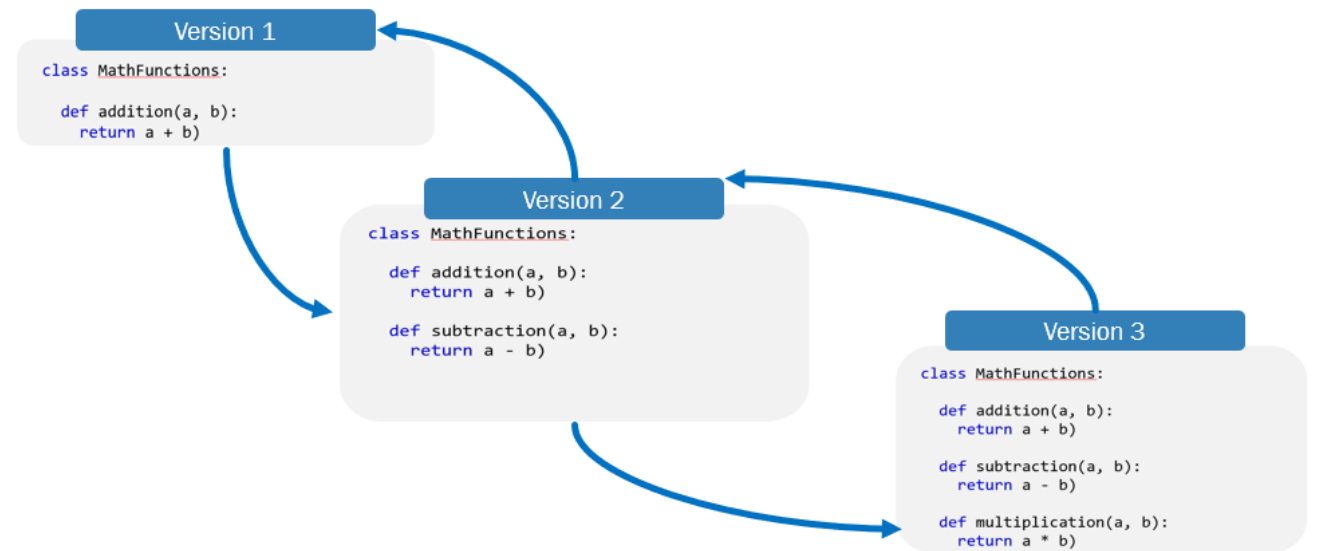 Version 1
class MathFunctions:
def addition(a, b):
return a + b)
Version 2
class MathFunctions:
def addition(a, b):
return a + b)
def subtraction(a, b):
return a - b)
Version 3
class MathFunctions:
def addition(a, b):
return a + b)
def subtraction(a, b):
return a - b)
def multiplication(a, b):
return a * b)